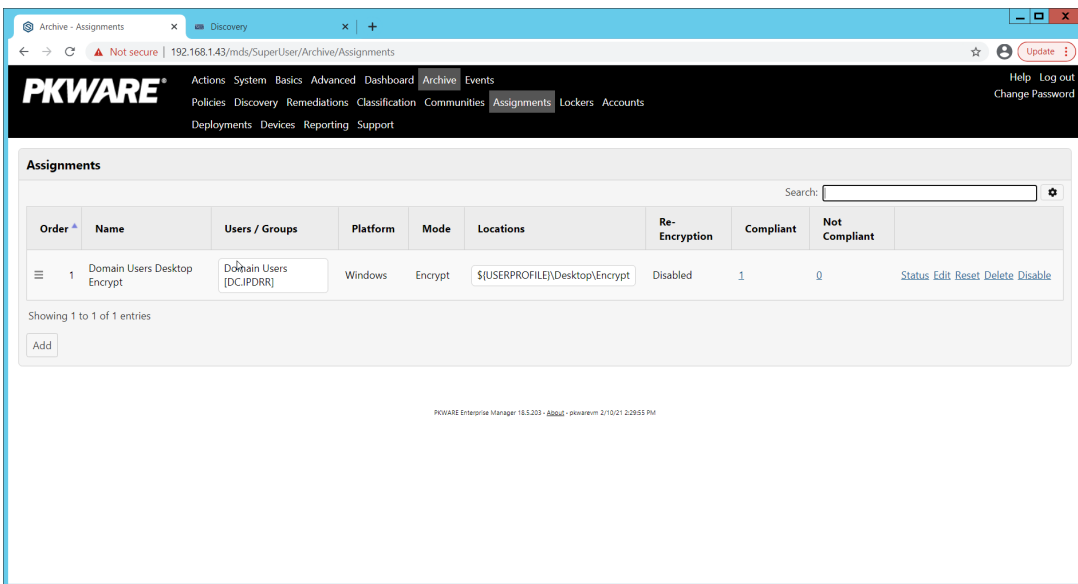 Archive - Assignments
Discovery
Not secure | 192.168.1.43/mds/SuperUser/Archive/Assignments
Update
PKWARE®
Actions System Basics Advanced Dashboard Archive Events
Help Log out
Policies Discovery Remediations Classification Communities Assignments Lockers Accounts
Change Password
Deployments Devices Reporting Support
Assignments
Search:
Order Name Users / Groups Platform Mode Locations Re-Encryption Compliant Not Compliant
1 Domain Users Desktop Encrypt Domain Users [DC.IPDRR] Windows Encrypt ${USERPROFILE}\Desktop\Encrypt Disabled 1 0 Status Edit Reset Delete Disable
Showing 1 to 1 of 1 entries
Add
PKWARE Enterprise Manager 18.5.203 - About - pkwarevm 2/10/21 2:29:55 PM